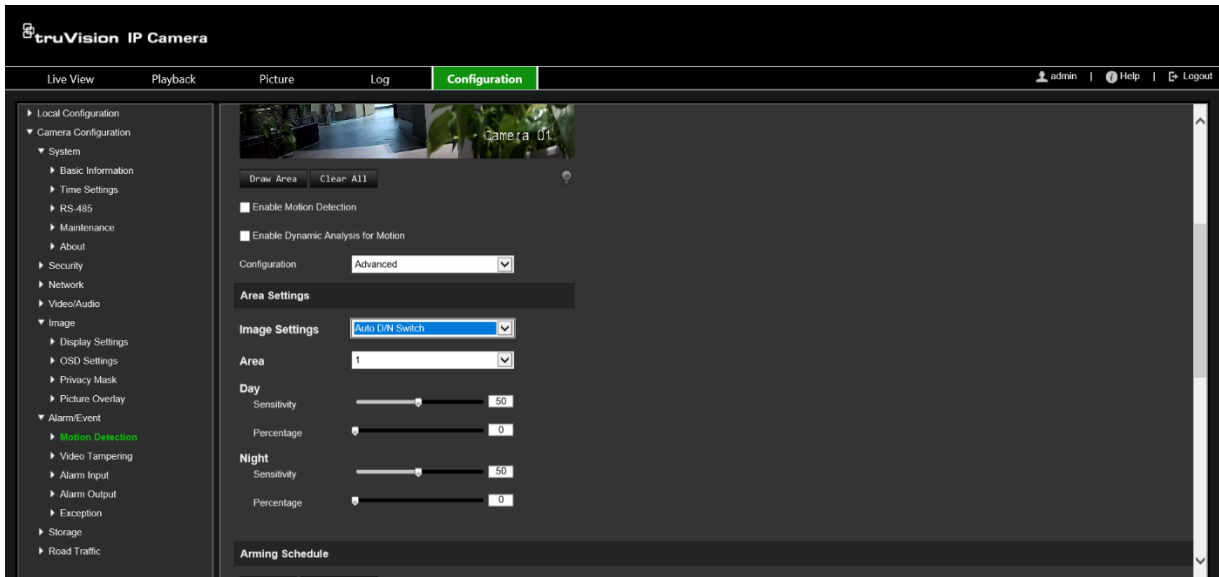 truVision IP Camera
Live View Playback Picture Log Configuration admin | Help | Logout
Local Configuration
Camera Configuration
System
Basic Information
Time Settings
RS-485
Maintenance
About
Security
Network
Video/Audio
Image
Display Settings
OSD Settings
Privacy Mask
Picture Overlay
Alarm/Event
Motion Detection
Video Tampering
Alarm Input
Alarm Output
Exception
Storage
Road Traffic
Camera 01
Draw Area Clear All
Enable Motion Detection
Enable Dynamic Analysis for Motion
Configuration Advanced
Area Settings
Image Settings Auto D/N Switch
Area 1
Day
Sensitivity 50
Percentage 0
Night
Sensitivity 50
Percentage 0
Arming Schedule